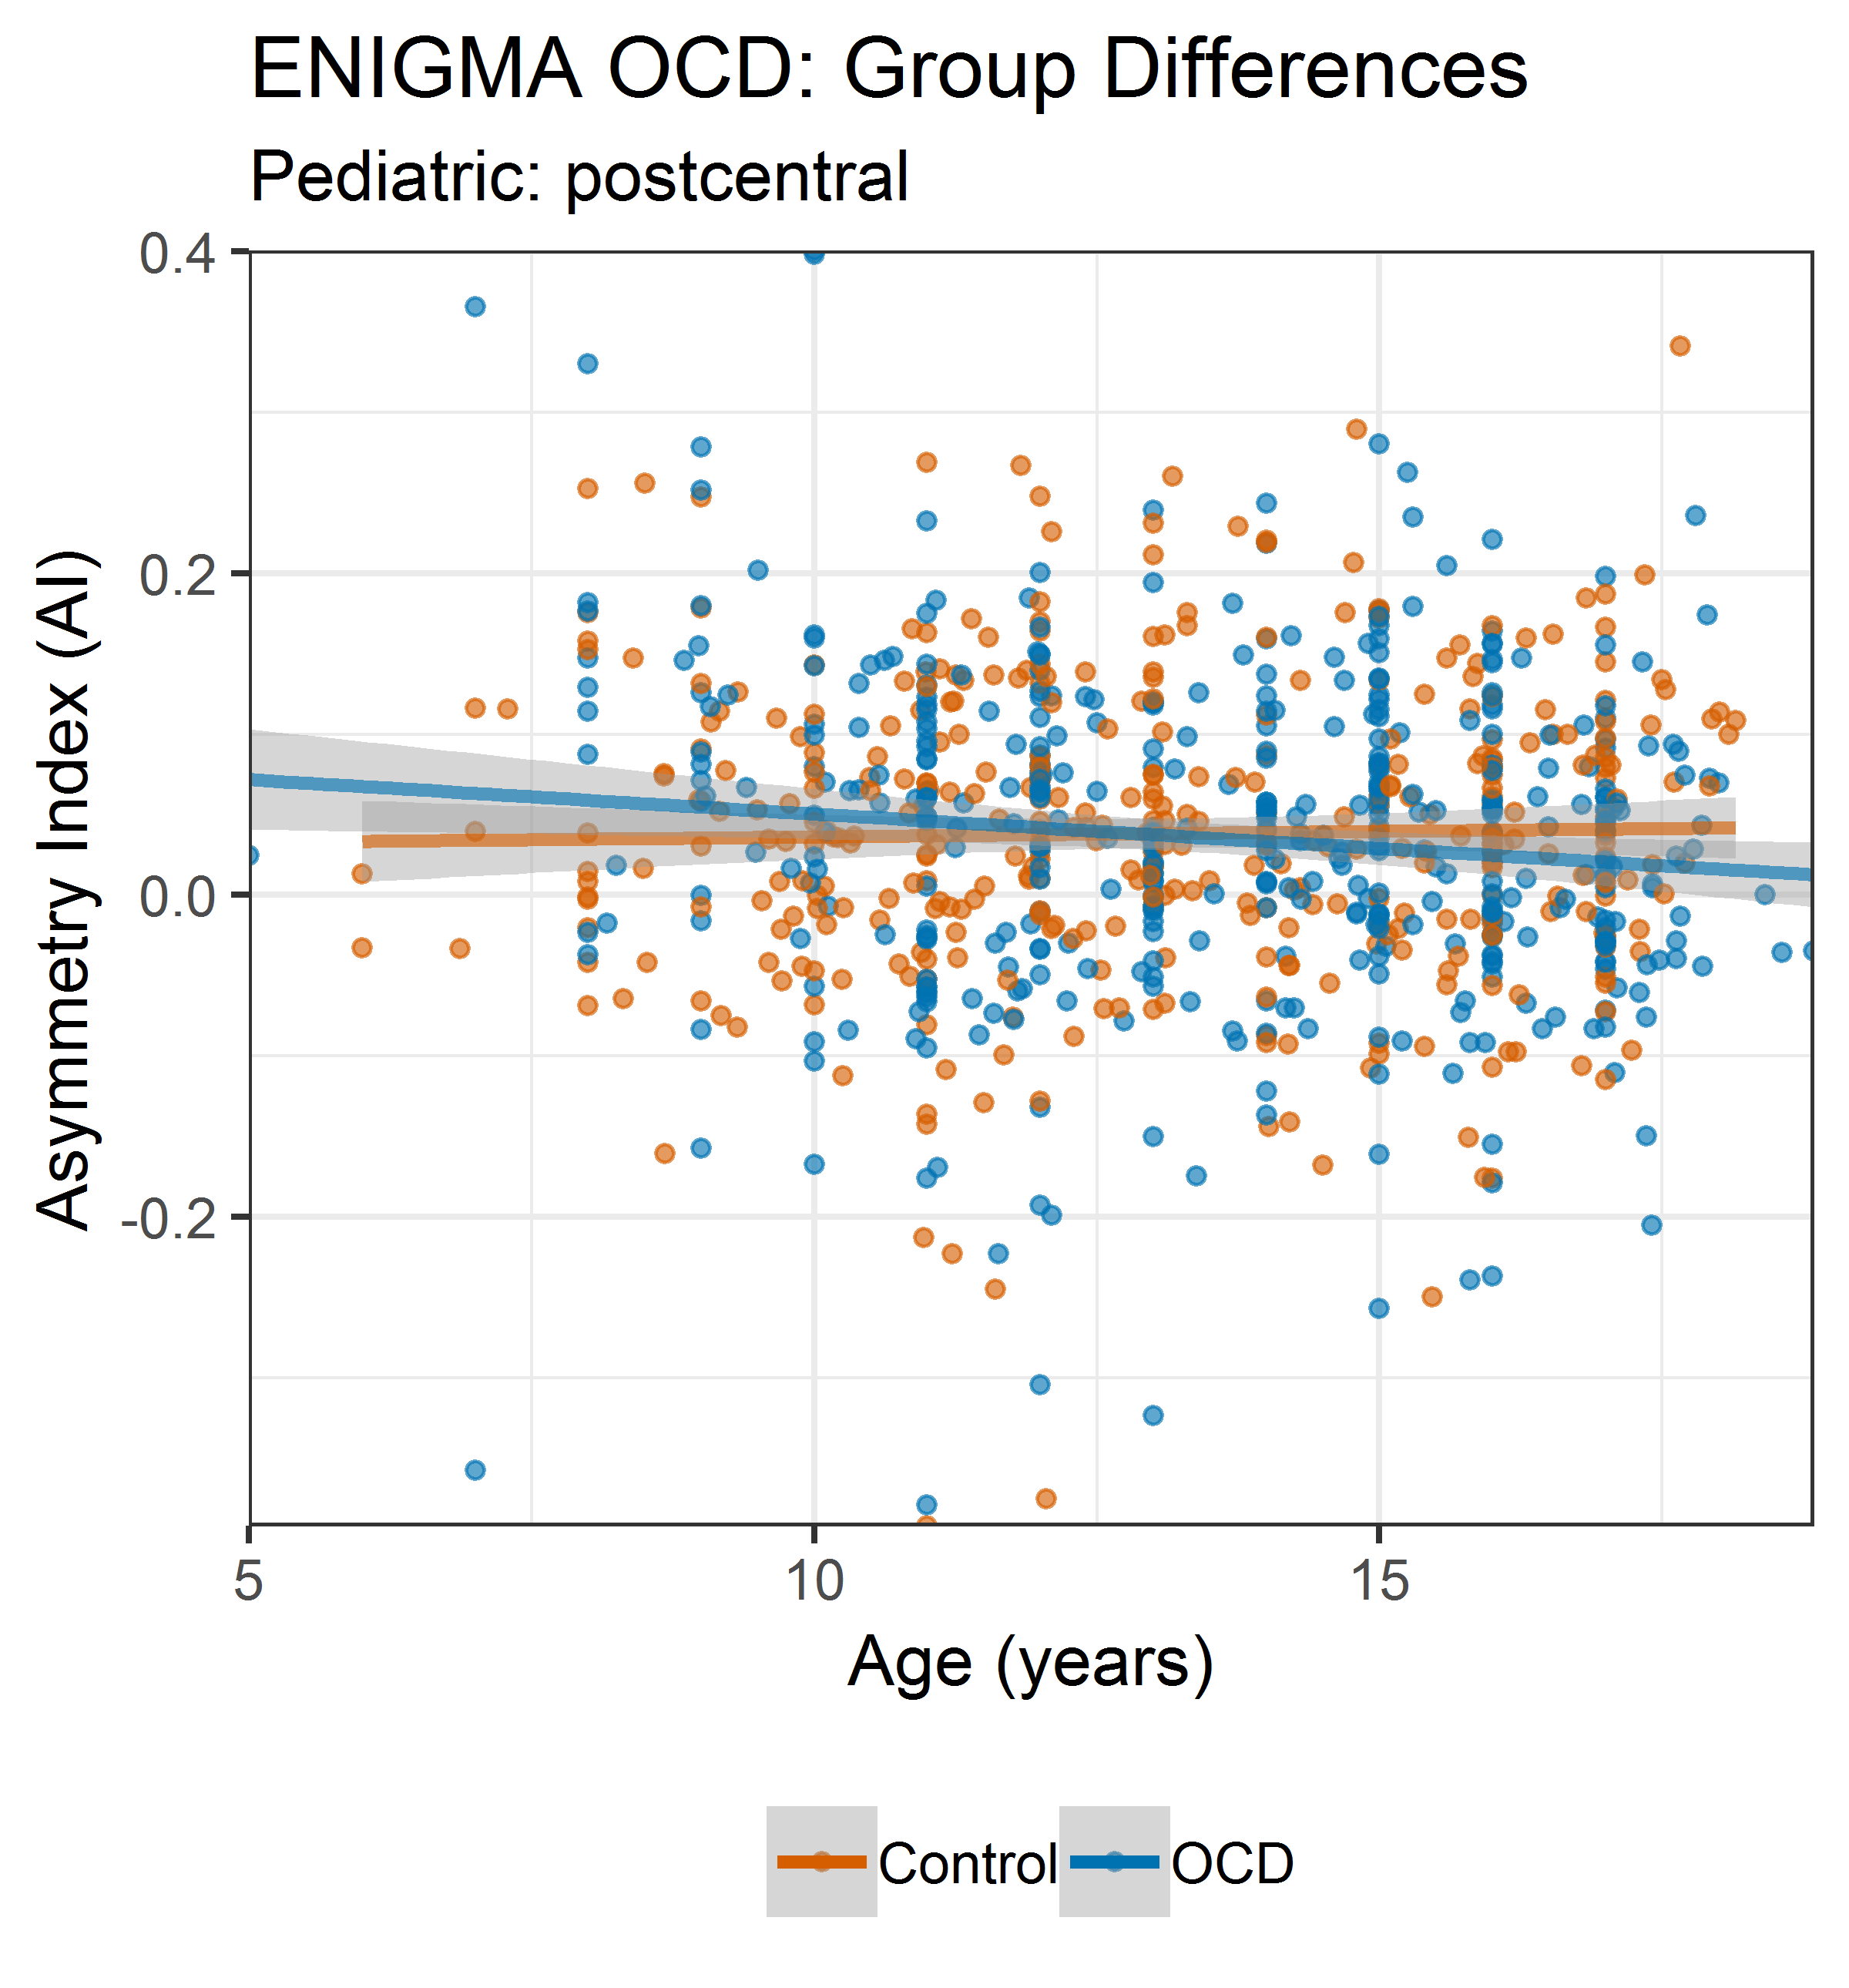 ENIGMA OCD: Group Differences
Pediatric: postcentral
Asymmetry Index (AI)
0.4
0.2
0.0
-0.2
5 10 15
Age (years)
Control OCD